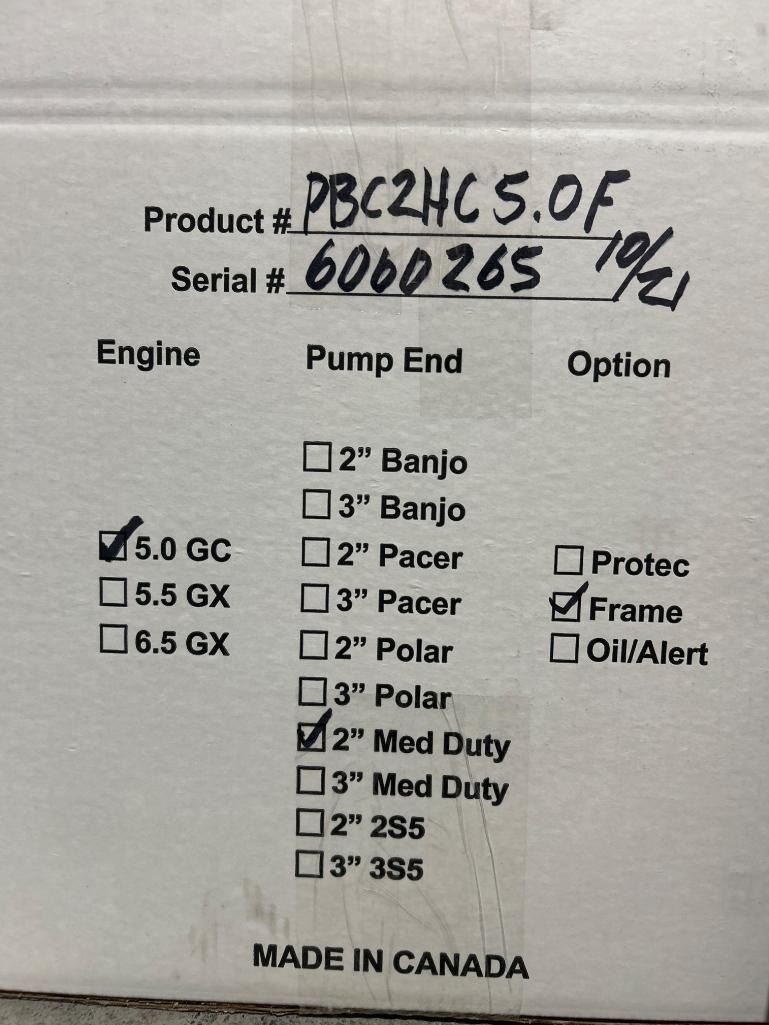 Product # PBC2HC5.0F
Serial # 6060265 10/21
Engine Pump End Option
2” Banjo
3” Banjo
5.0 GC 2” Pacer Protec
5.5 GX 3” Pacer Frame
6.5 GX 2” Polar Oil/Alert
3” Polar
2” Med Duty
3” Med Duty
2” 2S5
3” 3S5
MADE IN CANADA